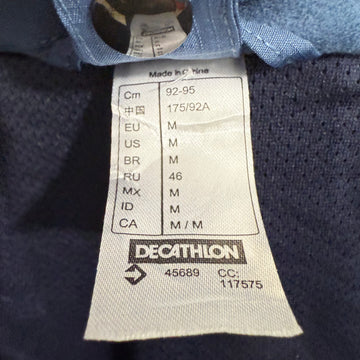 Made in China
Cm 92-95
中国 175/92A
EU M
US M
BR M
RU 46
MX M
ID M
CA M / M
DECATHLON
45689 CC:
117575